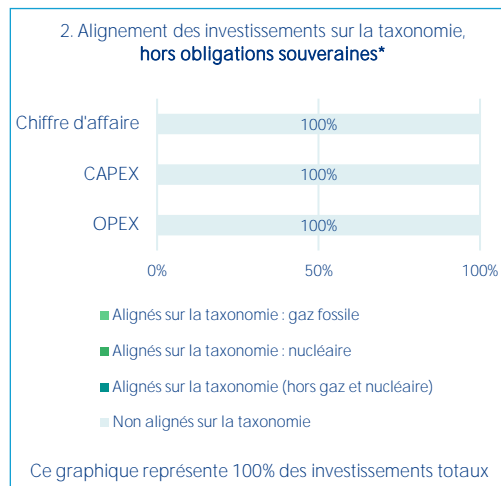 2. Alignement des investissements sur la taxonomie,
hors obligations souveraines*
Chiffre d'affaire
100%
CAPEX
100%
OPEX
100%
0%
50%
100%
Alignés sur la taxonomie : gaz fossile
Alignés sur la taxonomie : nucléaire
Alignés sur la taxonomie (hors gaz et nucléaire)
Non alignés sur la taxonomie
Ce graphique représente 100% des investissements totaux